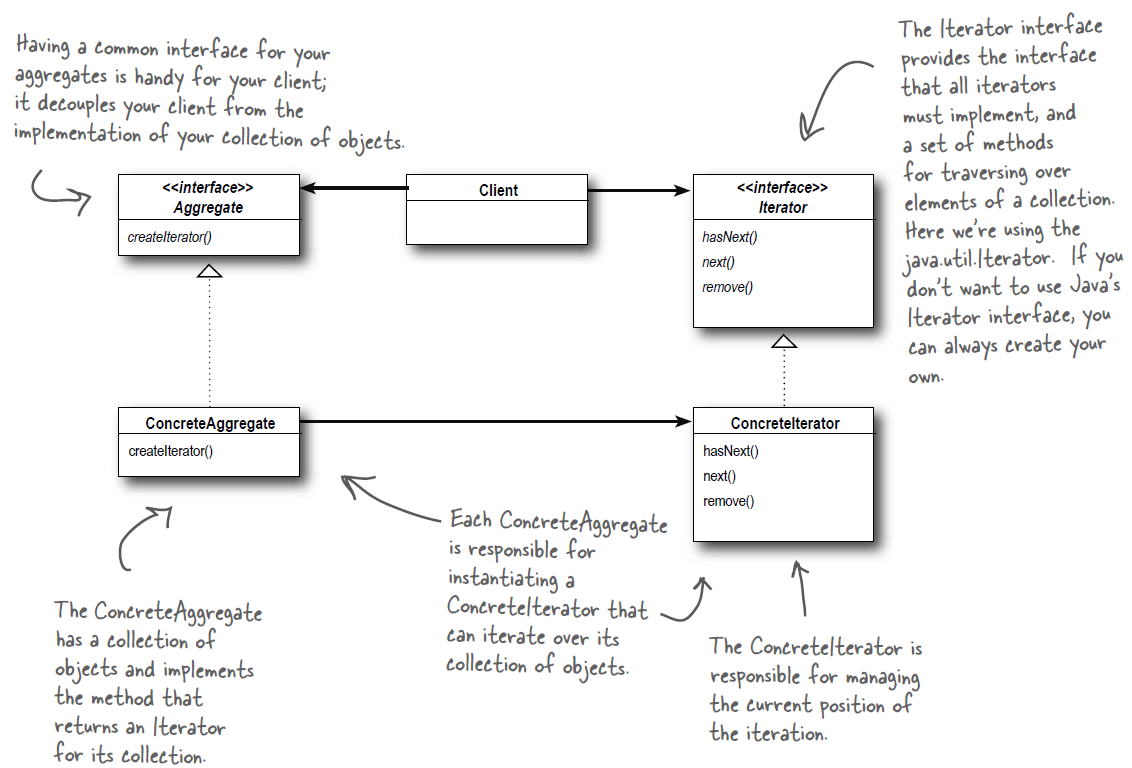 Having a common interface for your
aggregates is handy for your client;
it decouples your client from the
implementation of your collection of objects.
The Iterator interface
provides the interface
that all iterators
must implement, and
a set of methods
for traversing over
elements of a collection.
Here we're using the
java.util.Iterator. If you
don't want to use Java's
Iterator interface, you
can always create your
own.
<<interface>>
Aggregate
createIterator()
Client
<<interface>>
Iterator
hasNext()
next()
remove()
ConcreteAggregate
createIterator()
ConcreteIterator
hasNext()
next()
remove()
Each ConcreteAggregate
is responsible for
instantiating a
ConcreteIterator that
can iterate over its
collection of objects.
The ConcreteAggregate
has a collection of
objects and implements
the method that
returns an Iterator
for its collection.
The ConcreteIterator is
responsible for managing
the current position of
the iteration.